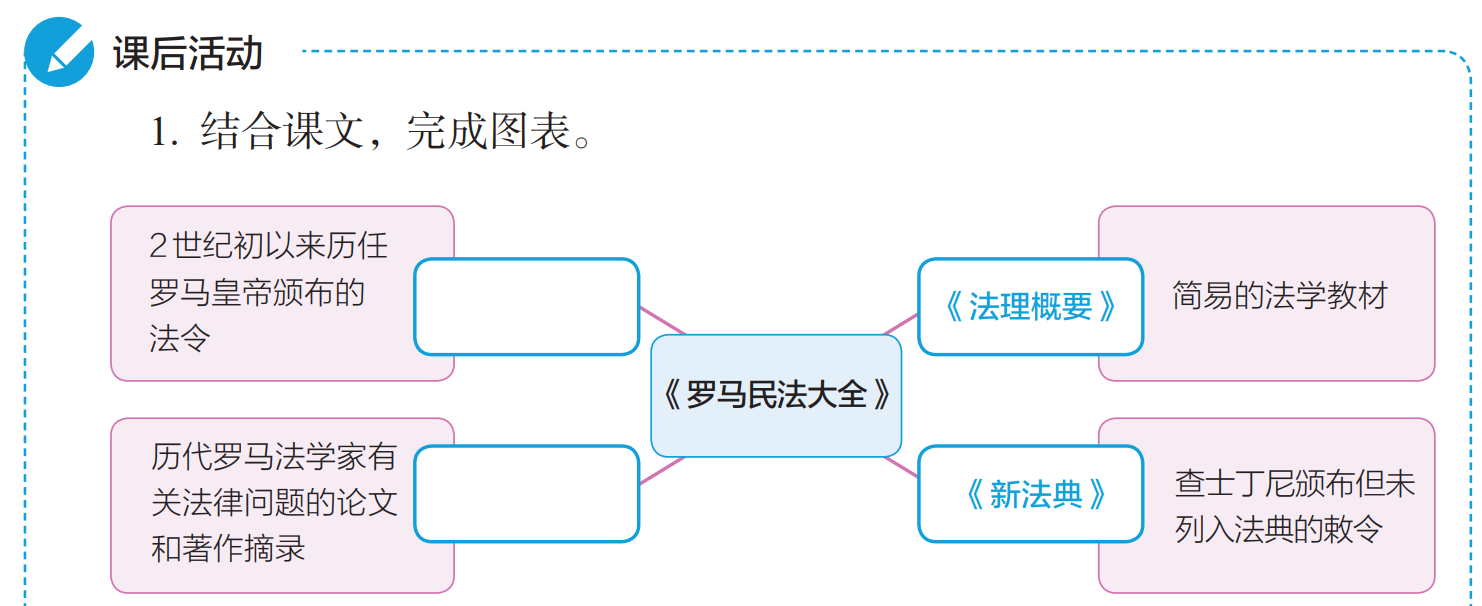 课后活动
1. 结合课文，完成图表。
2世纪初以来历任
罗马皇帝颁布的
法令
历代罗马法学家有
关法律问题的论文
和著作摘录
《罗马民法大全》
《法理概要》
简易的法学教材
《新法典》
查士丁尼颁布但未
列入法典的敕令